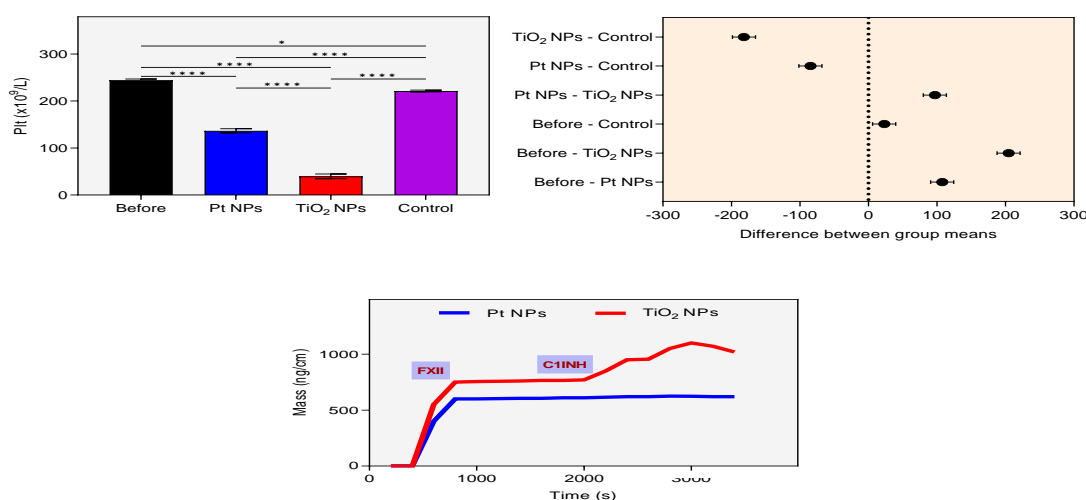 Plt (x10⁹/L)
300
200
100
0
*
****
****
**** ****
****
Before Pt NPs TiO₂ NPs Control
TiO₂ NPs - Control
Pt NPs - Control
Pt NPs - TiO₂ NPs
Before - Control
Before - TiO₂ NPs
Before - Pt NPs
-300 -200 -100 0 100 200 300
Difference between group means
Pt NPs TiO₂ NPs
Mass (ng/cm)
1000
500
0
FXII
C1INH
0 1000 2000 3000
Time (s)